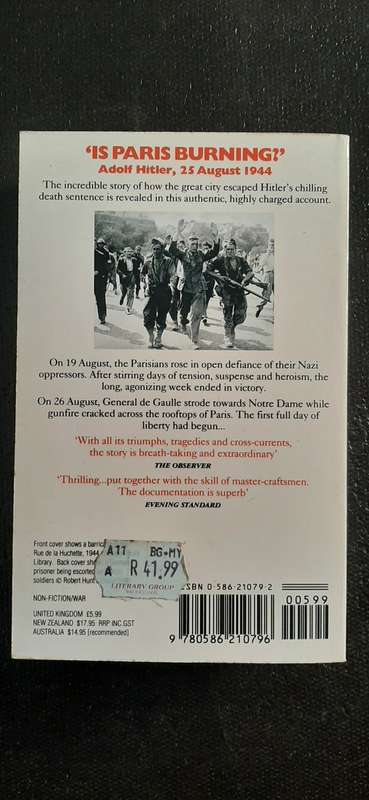 ‘IS PARIS BURNING?’
Adolf Hitler, 25 August 1944
The incredible story of how the great city escaped Hitler’s chilling
death sentence is revealed in this authentic, highly charged account.
On 19 August, the Parisians rose in open defiance of their Nazi
oppressors. After stirring days of tension, suspense and heroism, the
long, agonizing week ended in victory.
On 26 August, General de Gaulle strode towards Notre Dame while
gunfire cracked across the rooftops of Paris. The first full day of
liberty had begun...
‘With all its triumphs, tragedies and cross-currents,
the story is breath-taking and extraordinary’
THE OBSERVER
‘Thrilling...put together with the skill of master-craftsmen.
The documentation is superb’
EVENING STANDARD
Front cover shows a
Rue de la Huchette, 1944
Library. Back cover
prisoner being escorted
soldiers © Robert Hunt
A11 BG-MY
A R 41.99
LITERARY GROUP
ISBN 0-586-21079-2
00599
NON-FICTION/WAR
UNITED KINGDOM £5.99
NEW ZEALAND $17.95 RRP INC.GST
AUSTRALIA $14.95 (recommended)
9 780586 210796